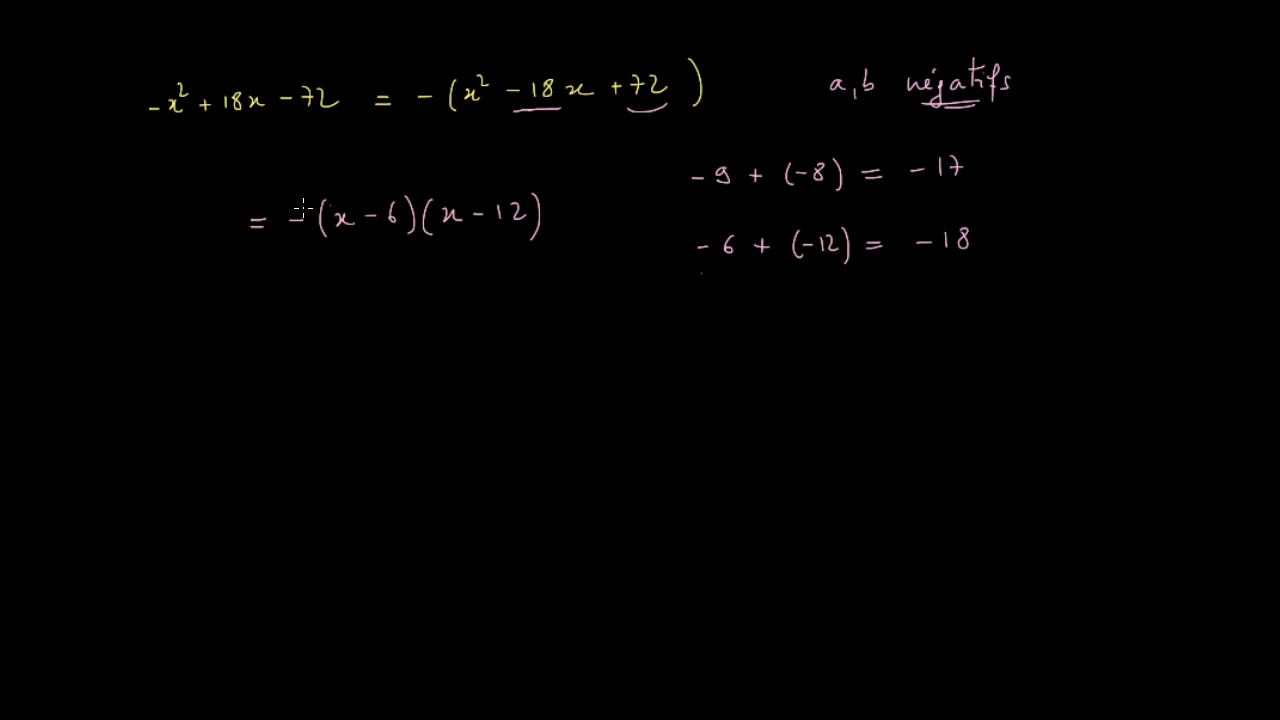 -x² + 18x - 72 = -(x² - 18x + 72)
a, b négatifs
-9 + (-8) = -17
= -(x - 6)(x - 12)
-6 + (-12) = -18